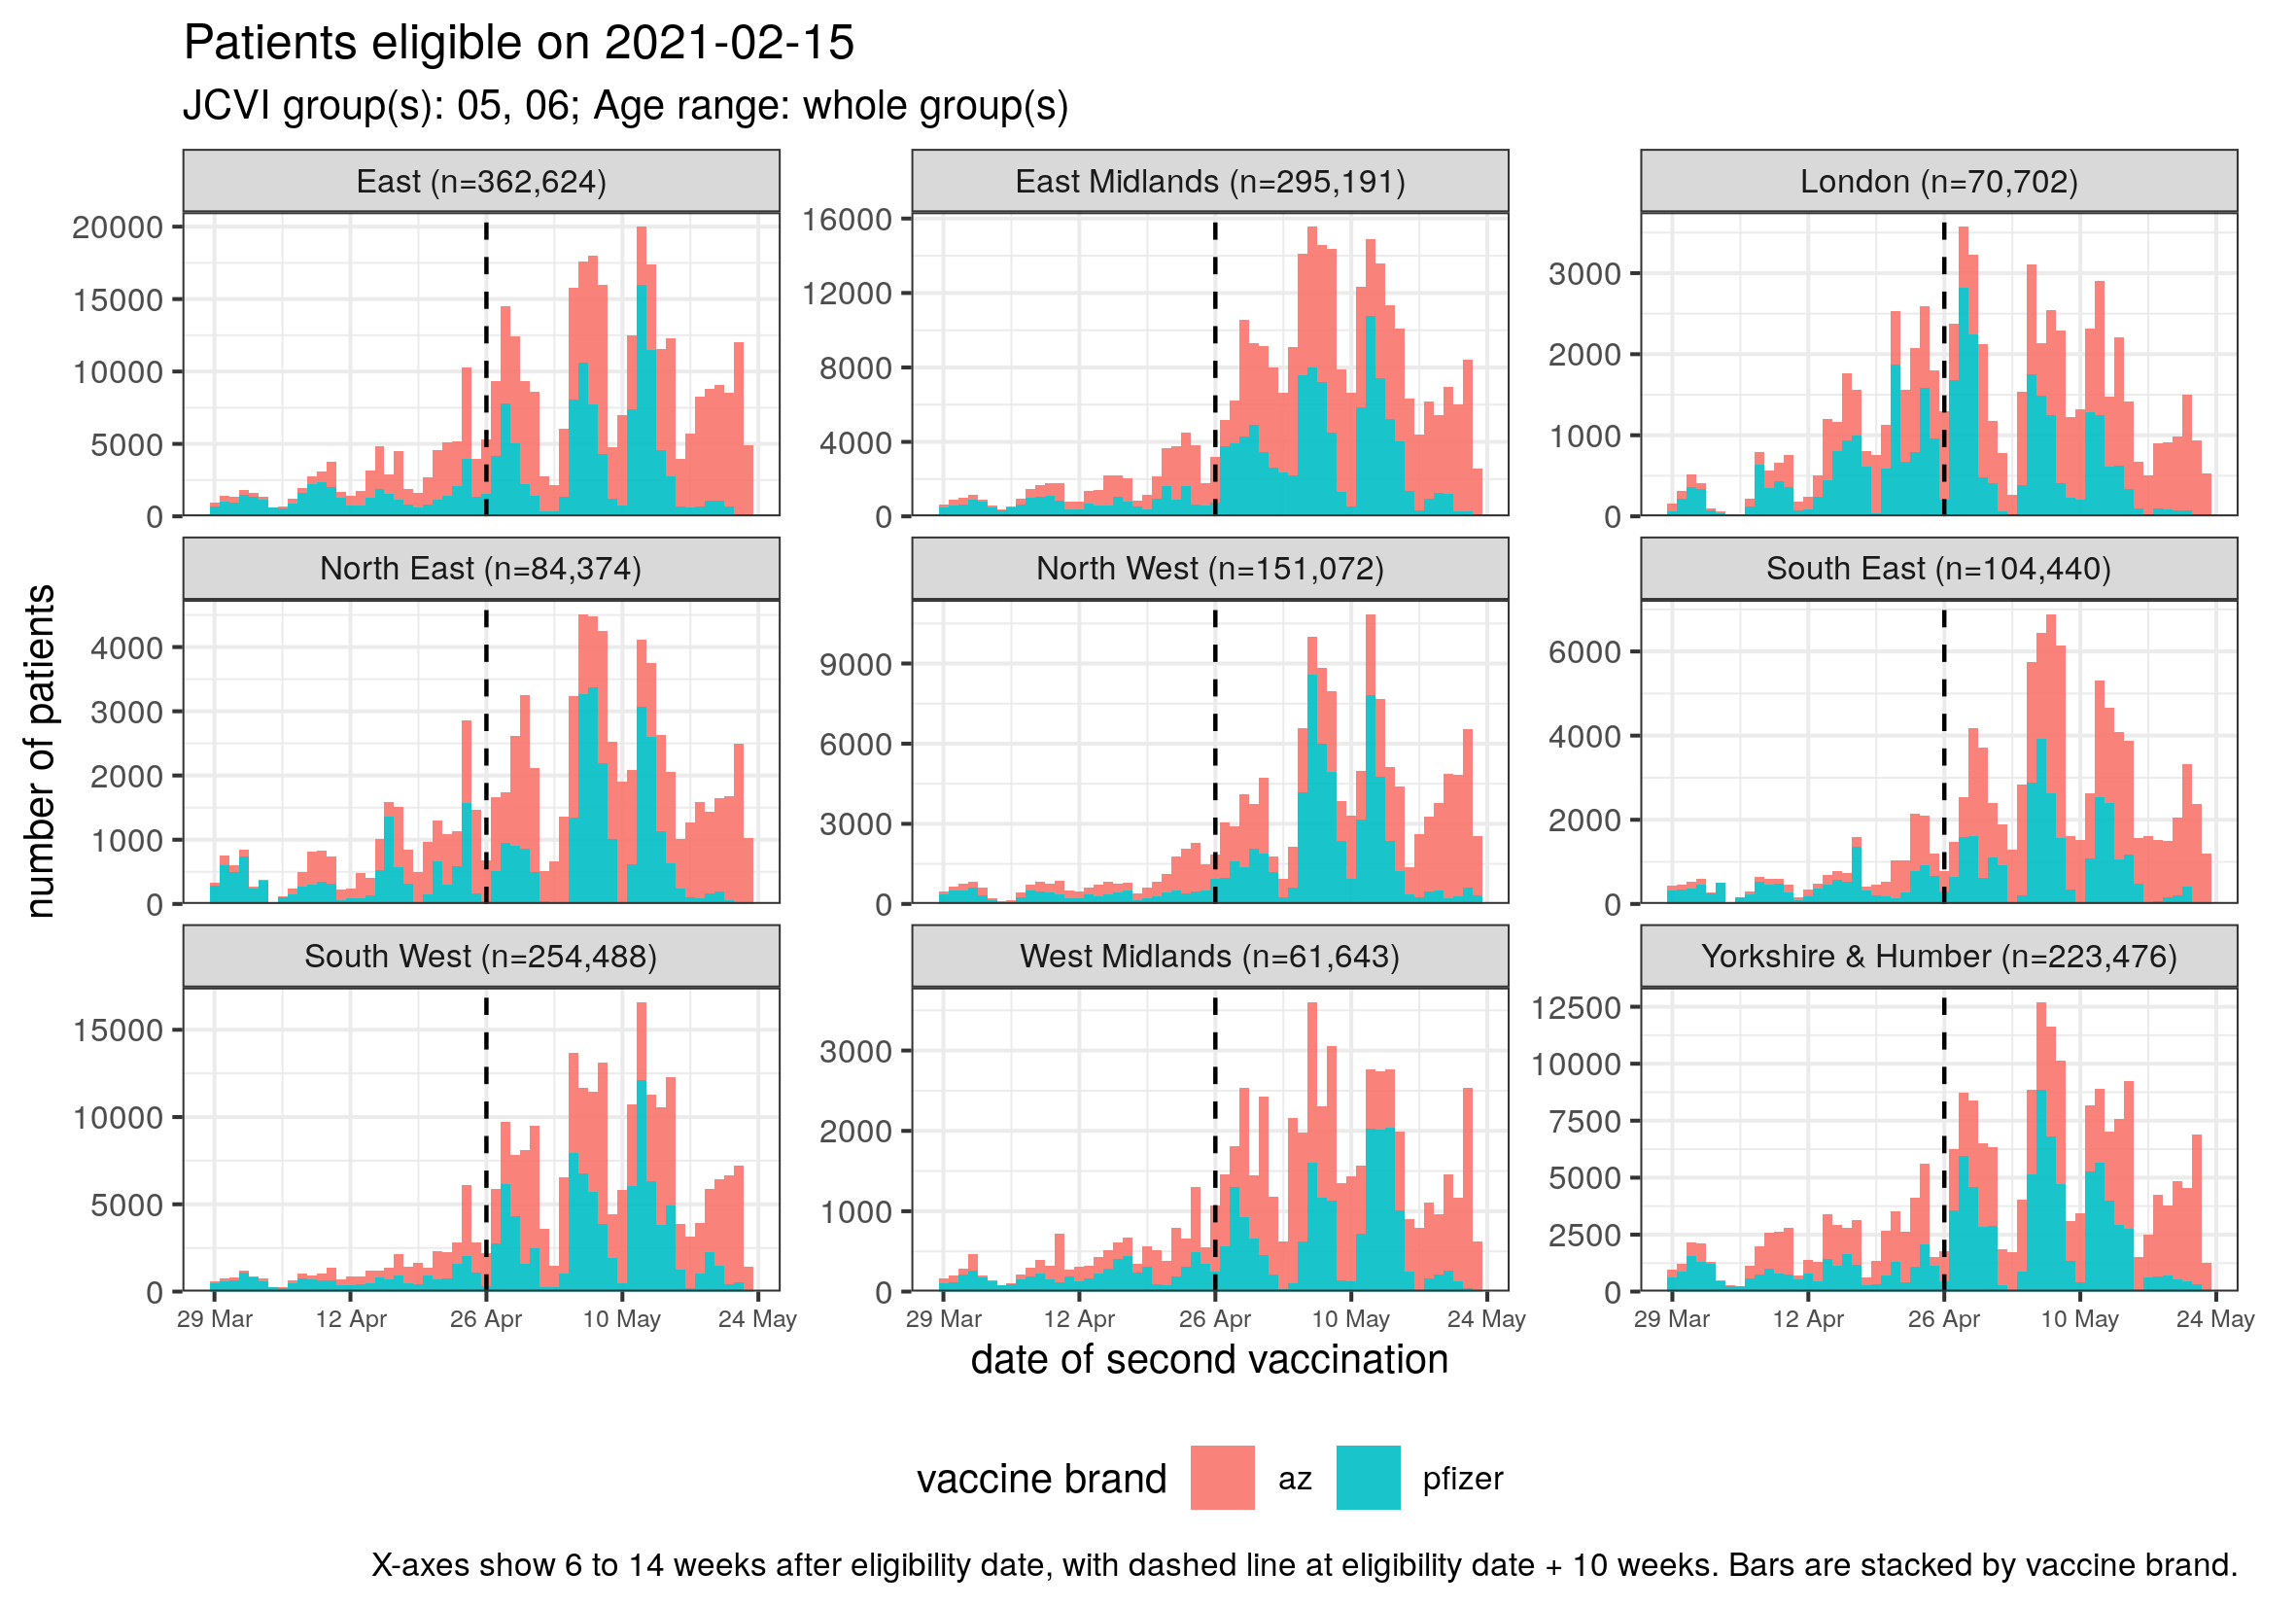 Patients eligible on 2021-02-15
JCVI group(s): 05, 06; Age range: whole group(s)
East (n=362,624)
East Midlands (n=295,191)
London (n=70,702)
20000
15000
10000
5000
0
16000
12000
8000
4000
0
3000
2000
1000
0
North East (n=84,374)
North West (n=151,072)
South East (n=104,440)
4000
3000
2000
1000
0
9000
6000
3000
0
6000
4000
2000
0
South West (n=254,488)
West Midlands (n=61,643)
Yorkshire & Humber (n=223,476)
15000
10000
5000
0
3000
2000
1000
0
12500
10000
7500
5000
2500
0
29 Mar 12 Apr 26 Apr 10 May 24 May
29 Mar 12 Apr 26 Apr 10 May 24 May
29 Mar 12 Apr 26 Apr 10 May 24 May
number of patients
date of second vaccination
vaccine brand az pfizer
X-axes show 6 to 14 weeks after eligibility date, with dashed line at eligibility date + 10 weeks. Bars are stacked by vaccine brand.